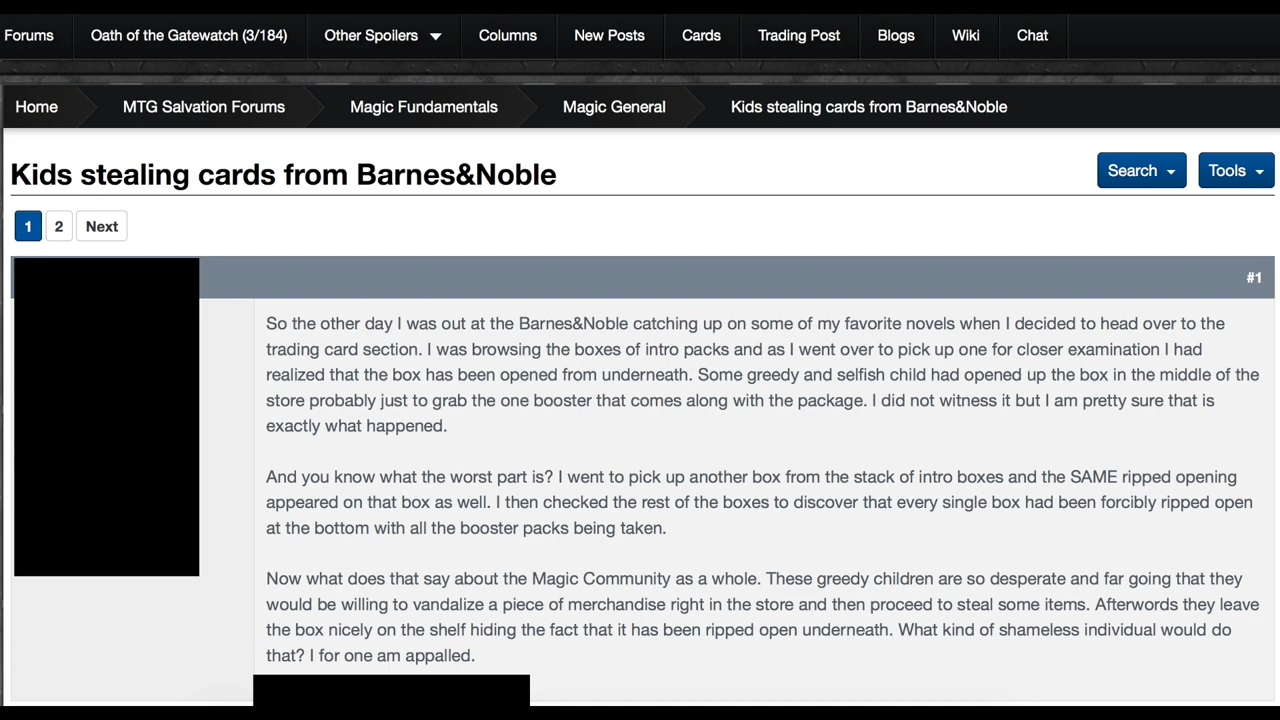 Forums Oath of the Gatewatch (3/184) Other Spoilers Columns New Posts Cards Trading Post Blogs Wiki Chat
Home MTG Salvation Forums Magic Fundamentals Magic General Kids stealing cards from Barnes&Noble
Kids stealing cards from Barnes&Noble
Search Tools
1 2 Next
#1
So the other day I was out at the Barnes&Noble catching up on some of my favorite novels when I decided to head over to the
trading card section. I was browsing the boxes of intro packs and as I went over to pick up one for closer examination I had
realized that the box has been opened from underneath. Some greedy and selfish child had opened up the box in the middle of the
store probably just to grab the one booster that comes along with the package. I did not witness it but I am pretty sure that is
exactly what happened.
And you know what the worst part is? I went to pick up another box from the stack of intro boxes and the SAME ripped opening
appeared on that box as well. I then checked the rest of the boxes to discover that every single box had been forcibly ripped open
at the bottom with all the booster packs being taken.
Now what does that say about the Magic Community as a whole. These greedy children are so desperate and far going that they
would be willing to vandalize a piece of merchandise right in the store and then proceed to steal some items. Afterwords they leave
the box nicely on the shelf hiding the fact that it has been ripped open underneath. What kind of shameless individual would do
that? I for one am appalled.